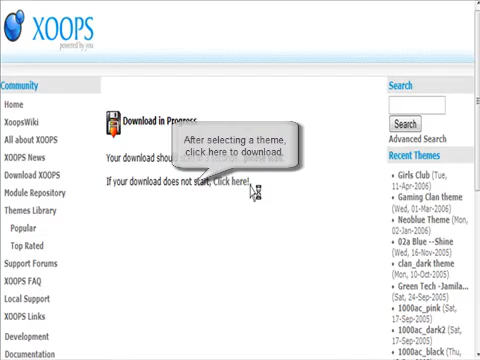 XOOPS
powered by you
Community
Home
XoopsWiki
All about XOOPS
XOOPS News
Download XOOPS
Module Repository
Themes Library
Popular
Top Rated
Support Forums
XOOPS FAQ
Local Support
XOOPS Links
Development
Documentation
Download in Progress
After selecting a theme,
click here to download.
Your download should
If your download does not start, Click here!
Search
Search
Advanced Search
Recent Themes
• Girls Club (Tue,
11-Apr-2006)
• Gaming Clan theme
(Wed, 01-Mar-2006)
• Neoblue Theme (Mon,
02-Jan-2006)
• 02a Blue --Shine
(Wed, 16-Nov-2005)
• clan_dark theme
(Mon, 10-Oct-2005)
• Green Tech -Jamila...
(Sat, 24-Sep-2005)
• 1000ac_pink (Sat,
17-Sep-2005)
• 1000ac_dark2 (Sat,
17-Sep-2005)
• 1000ac_black